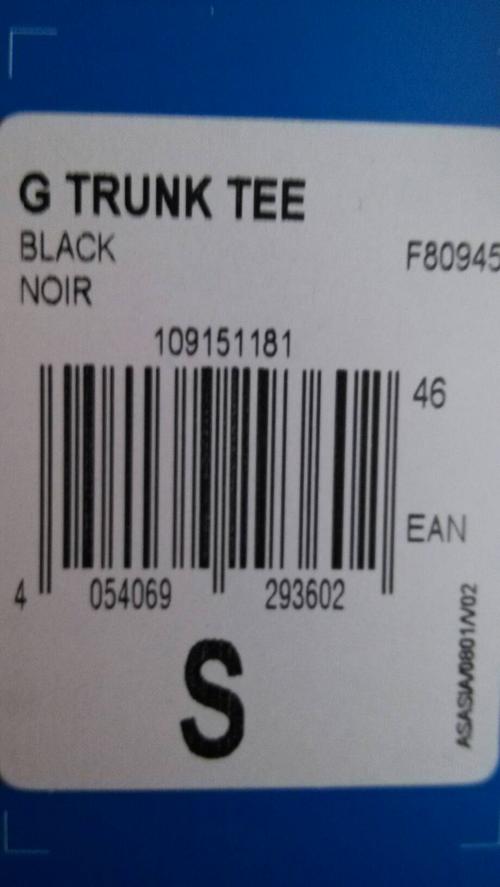 G TRUNK TEE
BLACK
F80945
NOIR
109151181
46
EAN
4 054069 293602
S
ASASIA/0801/V02